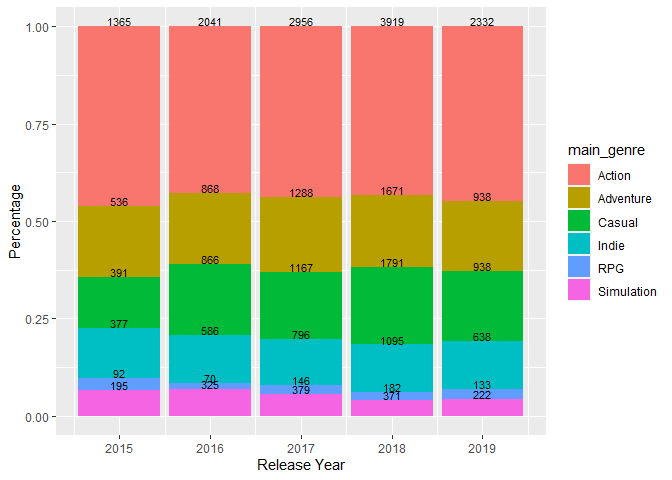 1.00
0.75
0.50
0.25
0.00
Percentage
1365 2041 2956 3919 2332
536 868 1288 1671 938
391 866 1167 1791 938
377 586 796 1095 638
92 70 146 182 133
195 325 379 371 222
2015 2016 2017 2018 2019
Release Year
main_genre
Action
Adventure
Casual
Indie
RPG
Simulation